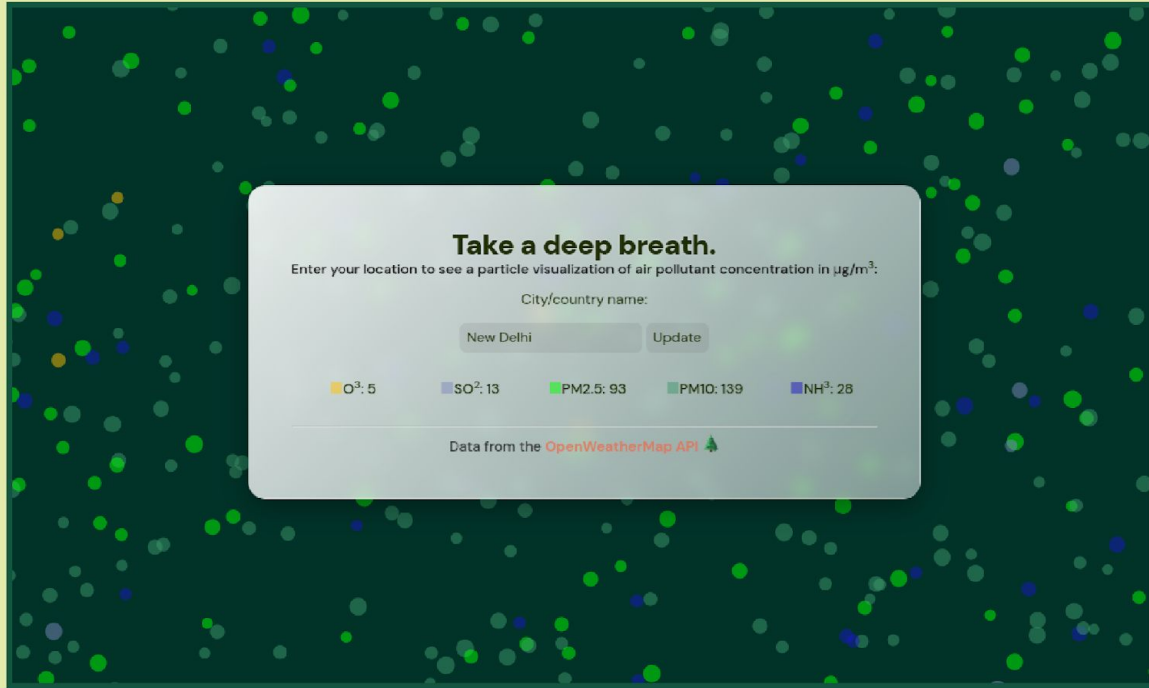 Take a deep breath.
Enter your location to see a particle visualization of air pollutant concentration in µg/m³:
City/country name:
New Delhi Update
O³: 5 SO²: 13 PM2.5: 93 PM10: 139 NH³: 28
Data from the OpenWeatherMap API 🌲